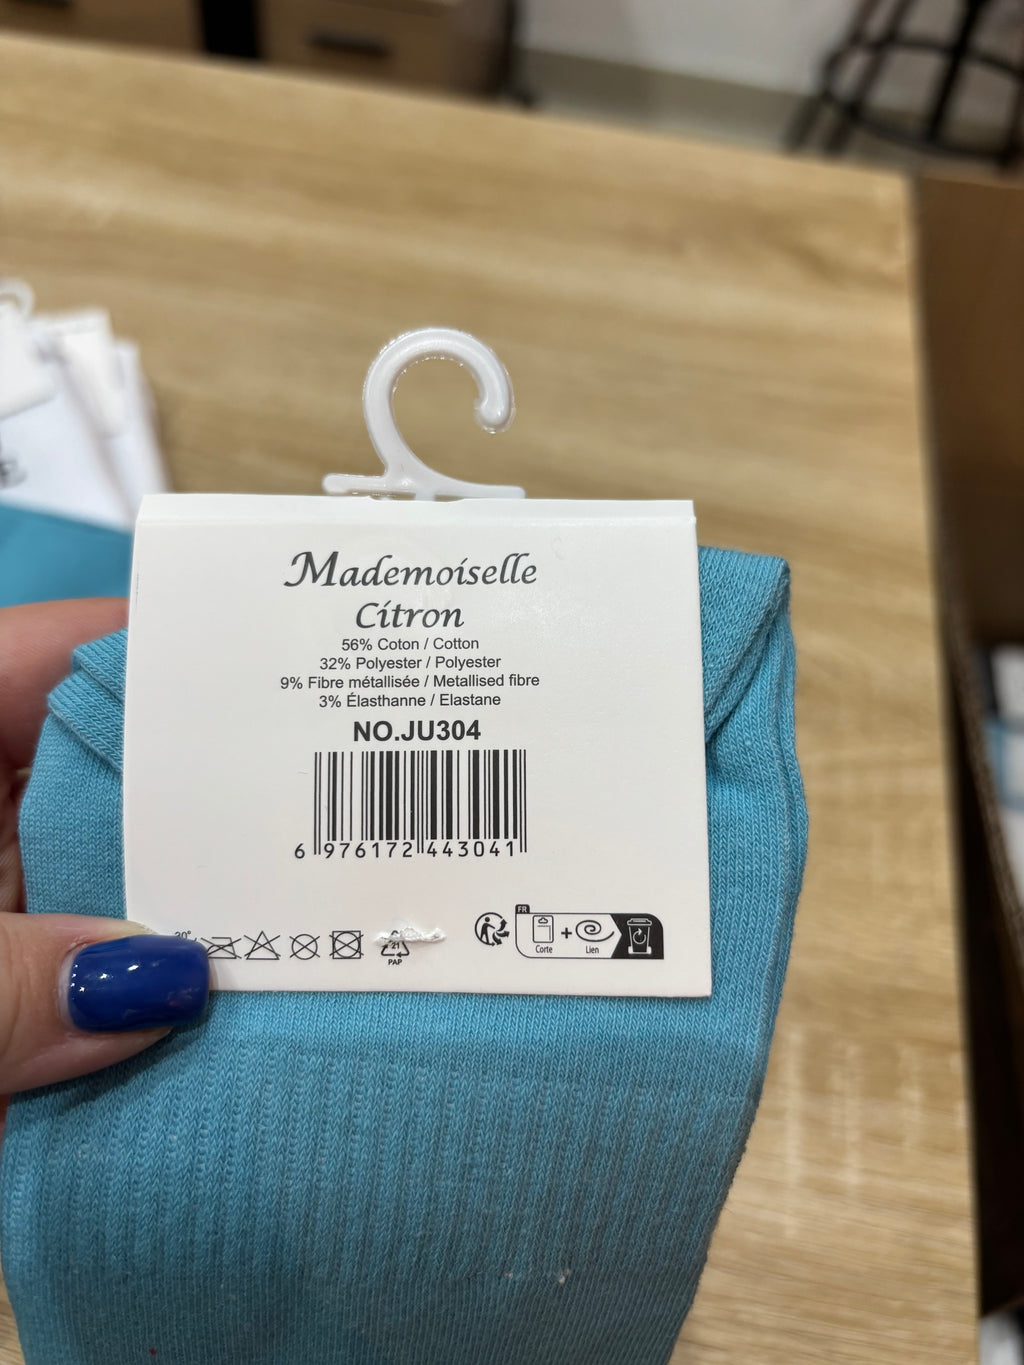 Mademoiselle
Citron
56% Coton / Cotton
32% Polyester / Polyester
9% Fibre métallisée / Metallised fibre
3% Élasthanne / Elastane
NO.JU304
6 976172 443041
30°
21
PAP
FR
Corte
+
Lien